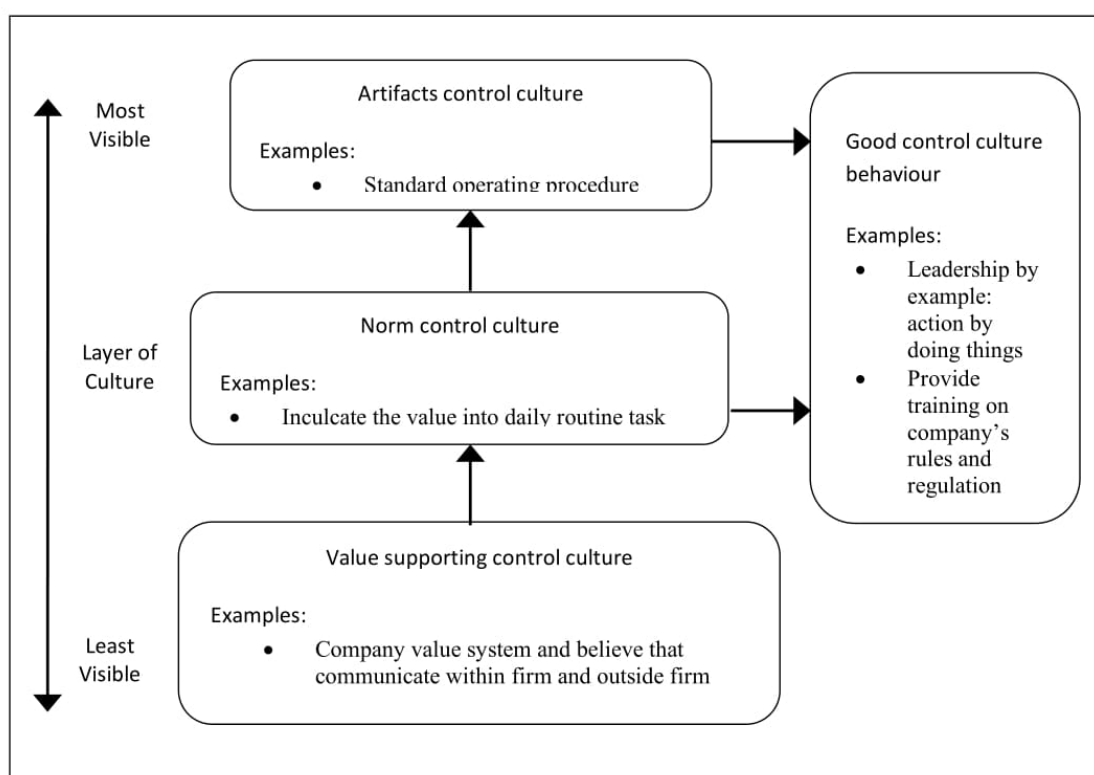 Most
Visible
Artifacts control culture
Examples:
• Standard operating procedure
Good control culture
behaviour
Examples:
• Leadership by
example:
action by
doing things
• Provide
training on
company’s
rules and
regulation
Layer of
Culture
Norm control culture
Examples:
• Inculcate the value into daily routine task
Least
Visible
Value supporting control culture
Examples:
• Company value system and believe that
communicate within firm and outside firm